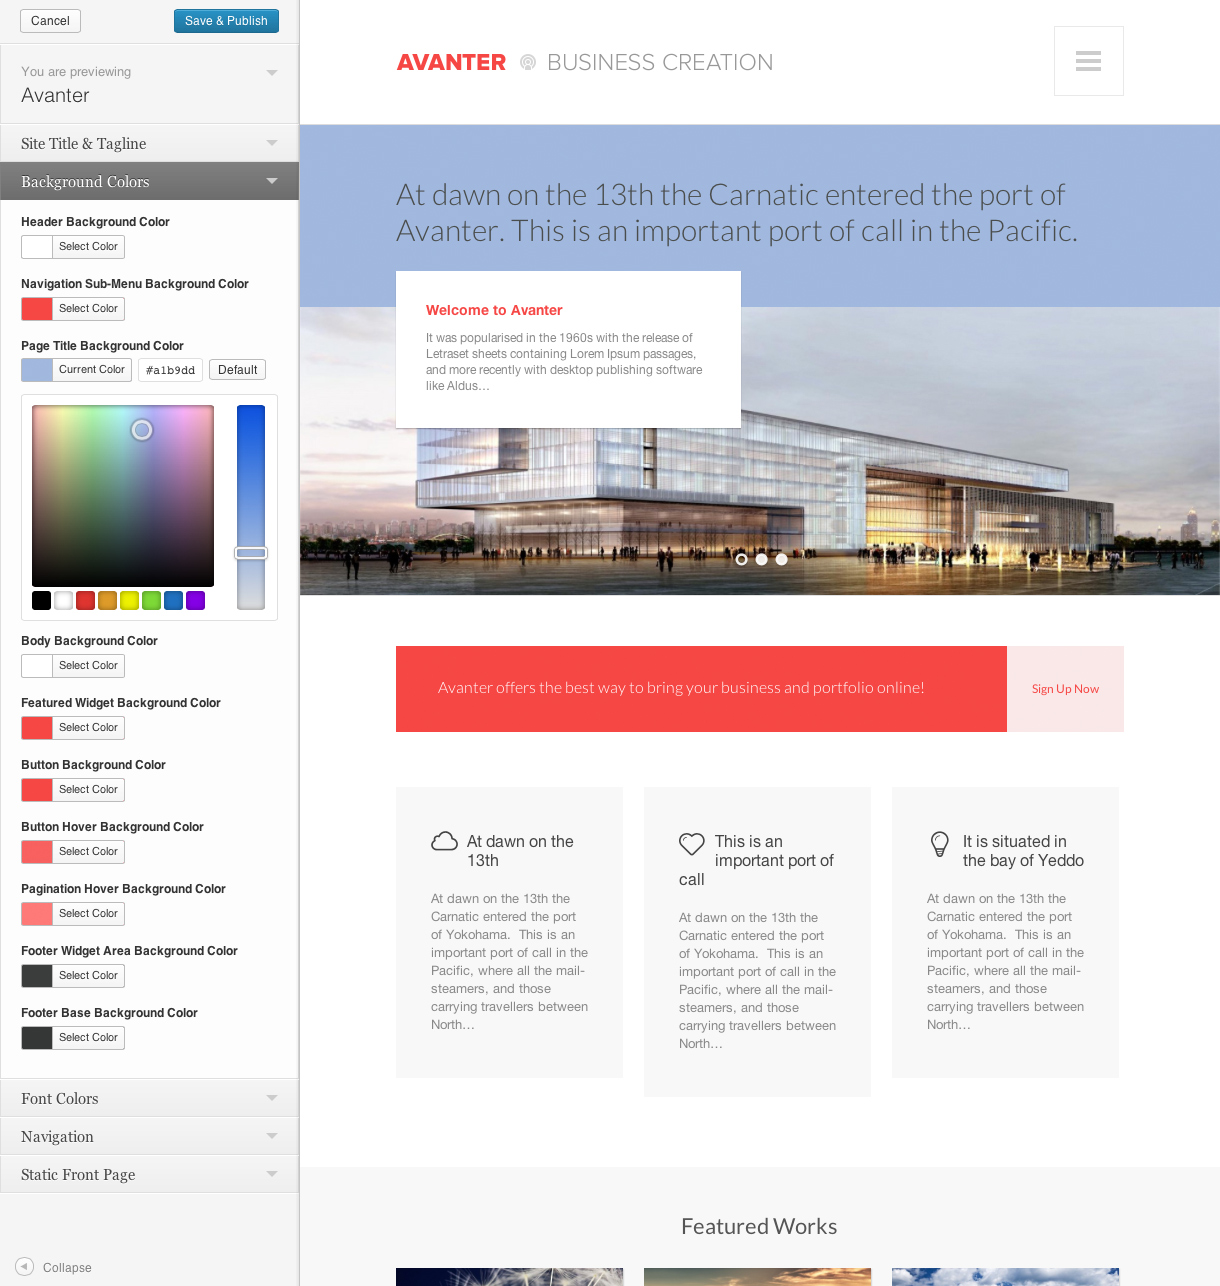 Cancel
Save & Publish
You are previewing
Avanter
Site Title & Tagline
Background Colors
Header Background Color
Select Color
Navigation Sub-Menu Background Color
Select Color
Page Title Background Color
Current Color
#a1b9dd
Default
Body Background Color
Select Color
Featured Widget Background Color
Select Color
Button Background Color
Select Color
Button Hover Background Color
Select Color
Pagination Hover Background Color
Select Color
Footer Widget Area Background Color
Select Color
Footer Base Background Color
Select Color
Font Colors
Navigation
Static Front Page
Collapse
AVANTER BUSINESS CREATION
At dawn on the 13th the Carnatic entered the port of
Avanter. This is an important port of call in the Pacific.
Welcome to Avanter
It was popularised in the 1960s with the release of
Letraset sheets containing Lorem Ipsum passages,
and more recently with desktop publishing software
like Aldus…
Avanter offers the best way to bring your business and portfolio online!
Sign Up Now
At dawn on the
13th
At dawn on the 13th the
Carnatic entered the port
of Yokohama.  This is an
important port of call in the
Pacific, where all the mail-
steamers, and those
carrying travellers between
North…
This is an
important port of
call
At dawn on the 13th the
Carnatic entered the port
of Yokohama.  This is an
important port of call in the
Pacific, where all the mail-
steamers, and those
carrying travellers between
North…
It is situated in
the bay of Yeddo
At dawn on the 13th the
Carnatic entered the port
of Yokohama.  This is an
important port of call in the
Pacific, where all the mail-
steamers, and those
carrying travellers between
North…
Featured Works